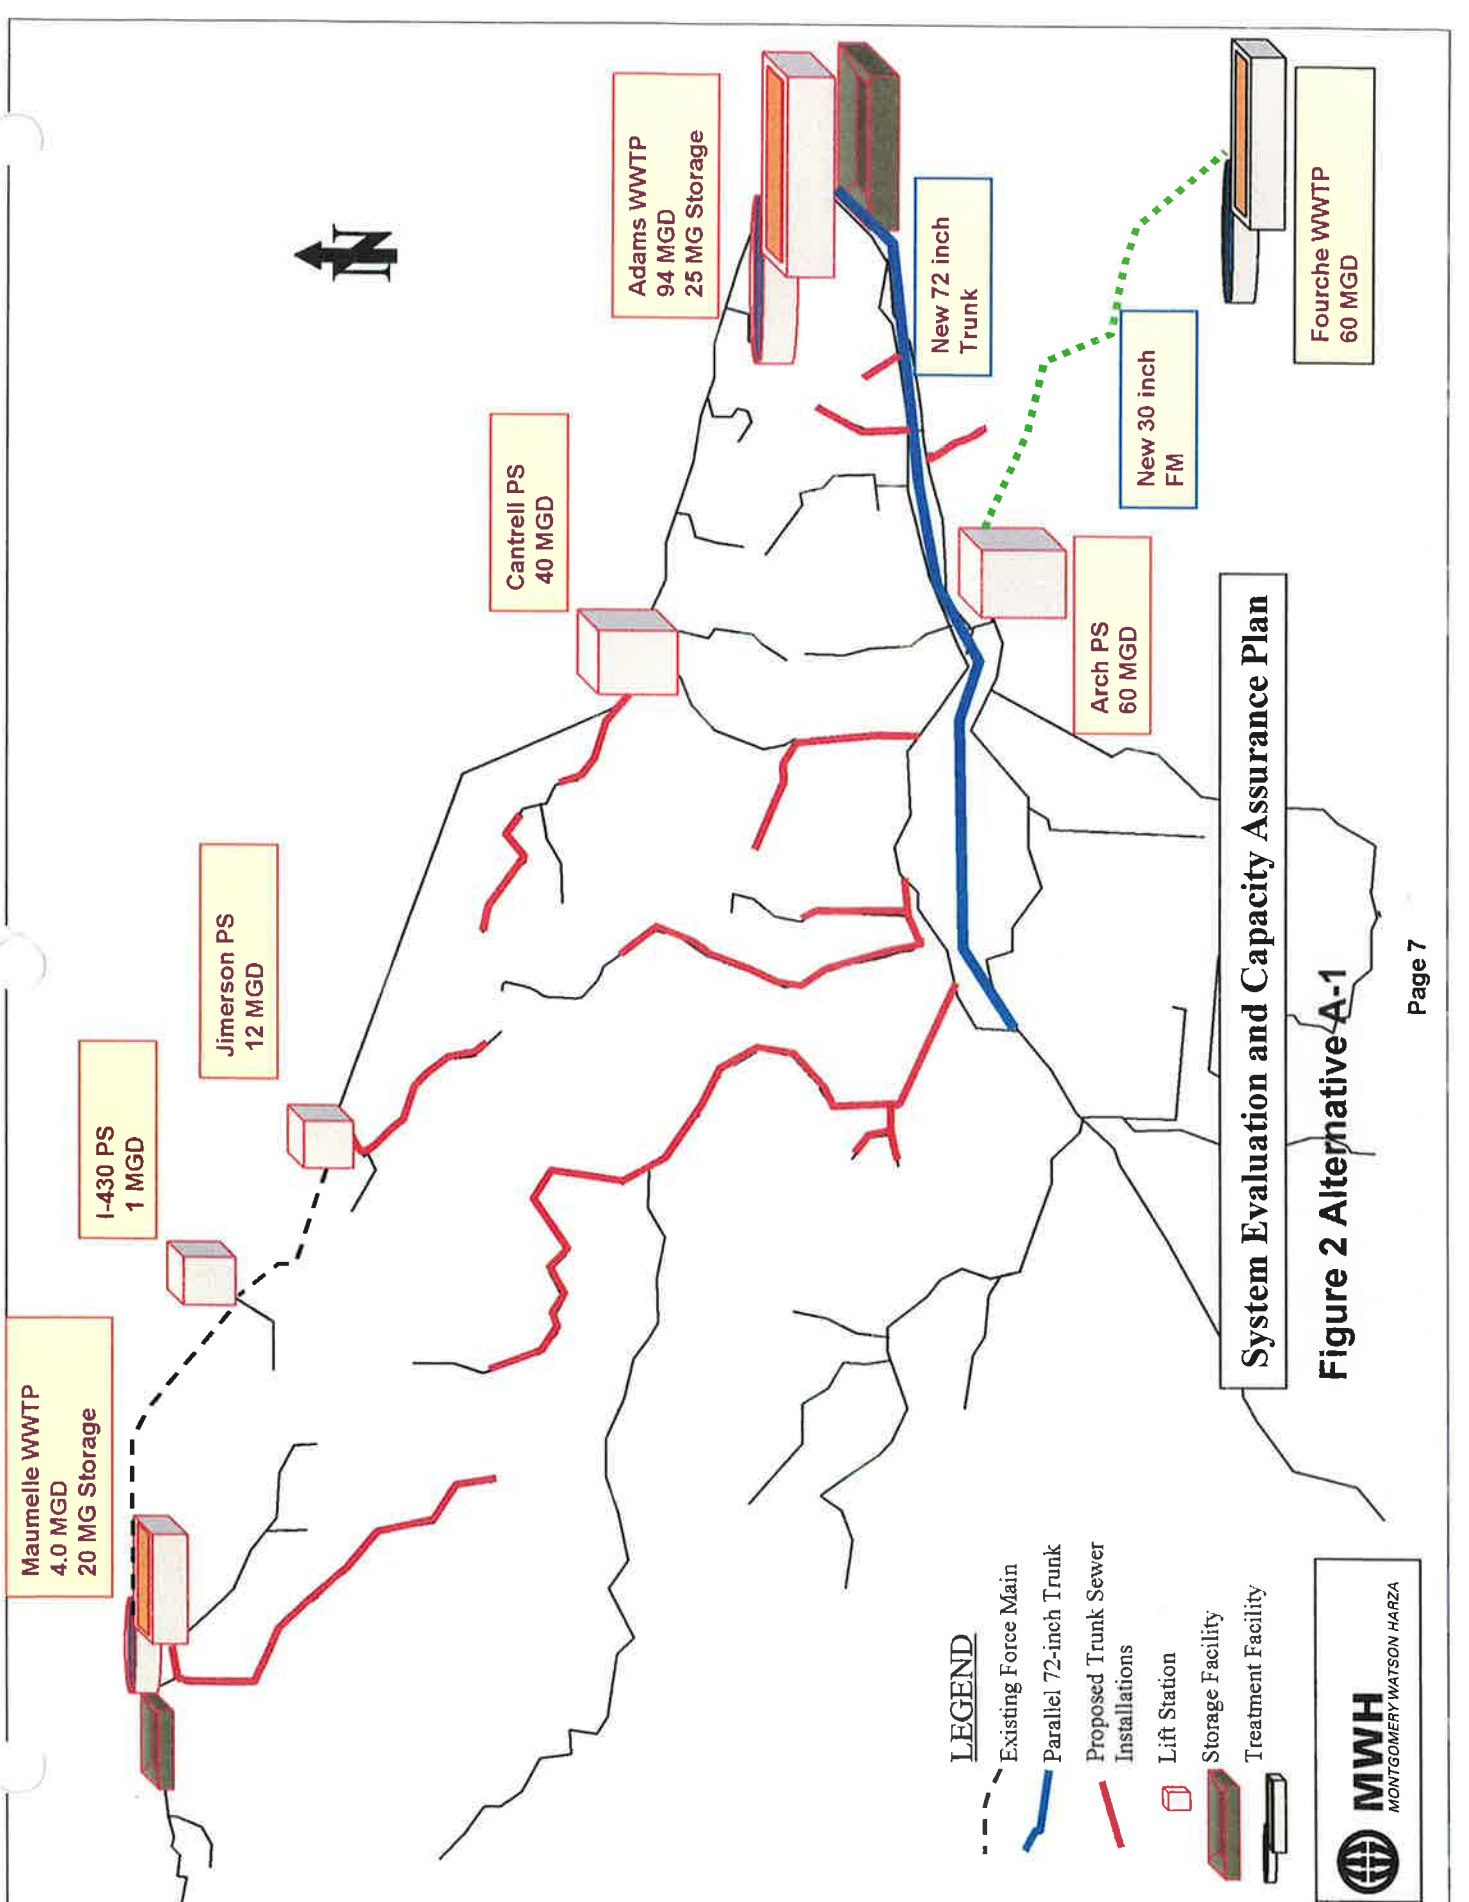 Maumelle WWTP
4.0 MGD
20 MG Storage
I-430 PS
1 MGD
Jimerson PS
12 MGD
Cantrell PS
40 MGD
Adams WWTP
94 MGD
25 MG Storage
N
New 72 inch
Trunk
New 30 inch
FM
Arch PS
60 MGD
Fourche WWTP
60 MGD
LEGEND
Existing Force Main
Parallel 72-inch Trunk
Proposed Trunk Sewer
Installations
Lift Station
Storage Facility
Treatment Facility
System Evaluation and Capacity Assurance Plan
Figure 2 Alternative A-1
MWH
MONTGOMERY WATSON HARZA
Page 7